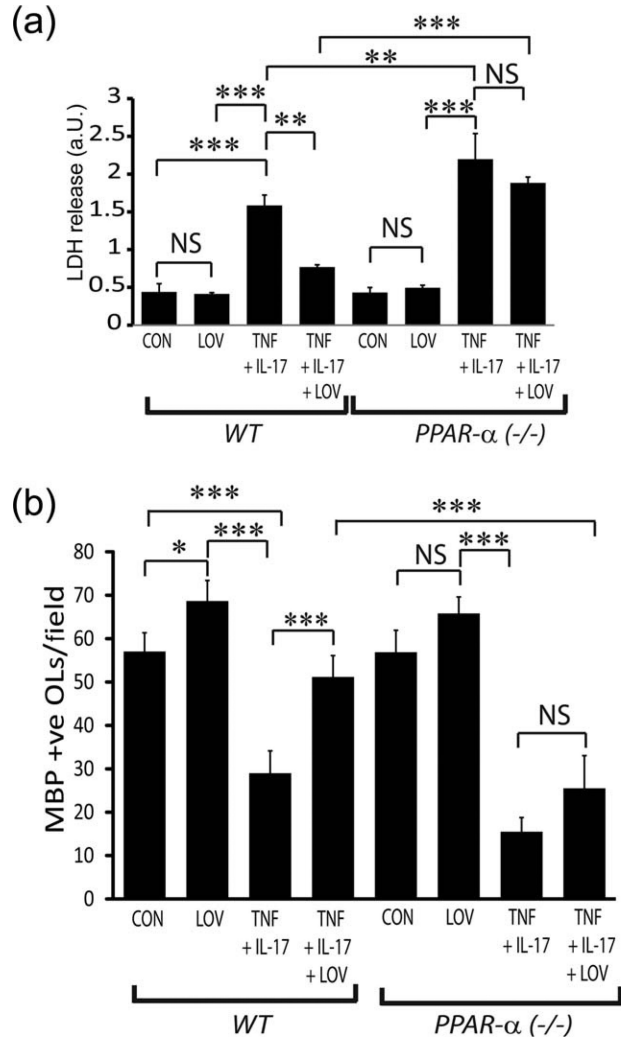 (a)
***
**
NS
***
***
***
**
NS
NS
LDH release (a.U.)
3
2.5
2
1.5
1
0.5
0
CON LOV TNF TNF CON LOV TNF TNF
+ IL-17 + IL-17 + IL-17 + IL-17
+ LOV + LOV
WT PPAR-α (-/-)
(b)
***
***
*
***
NS
***
***
NS
MBP +ve OLs/field
80
70
60
50
40
30
20
10
0
CON LOV TNF TNF CON LOV TNF TNF
+ IL-17 + IL-17 + IL-17 + IL-17
+ LOV + LOV
WT PPAR-α (-/-)